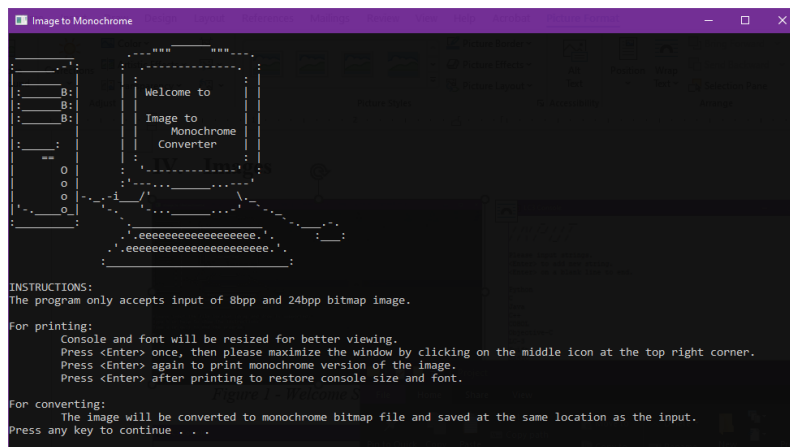 Image to Monochrome
B:
Welcome to
B:
B:
Image to
Monochrome
Converter
==
O
o
o
o
.eeeeeeeeeeeeeeeeee.
.eeeeeeeeeeeeeeeeeeeeee.
INSTRUCTIONS:
The program only accepts input of 8bpp and 24bpp bitmap image.
For printing:
Console and font will be resized for better viewing.
Press <Enter> once, then please maximize the window by clicking on the middle icon at the top right corner.
Press <Enter> again to print monochrome version of the image.
Press <Enter> after printing to restore console size and font.
For converting:
The image will be converted to monochrome bitmap file and saved at the same location as the input.
Press any key to continue . . .
IV. Images
Figure 1 - Welcome S